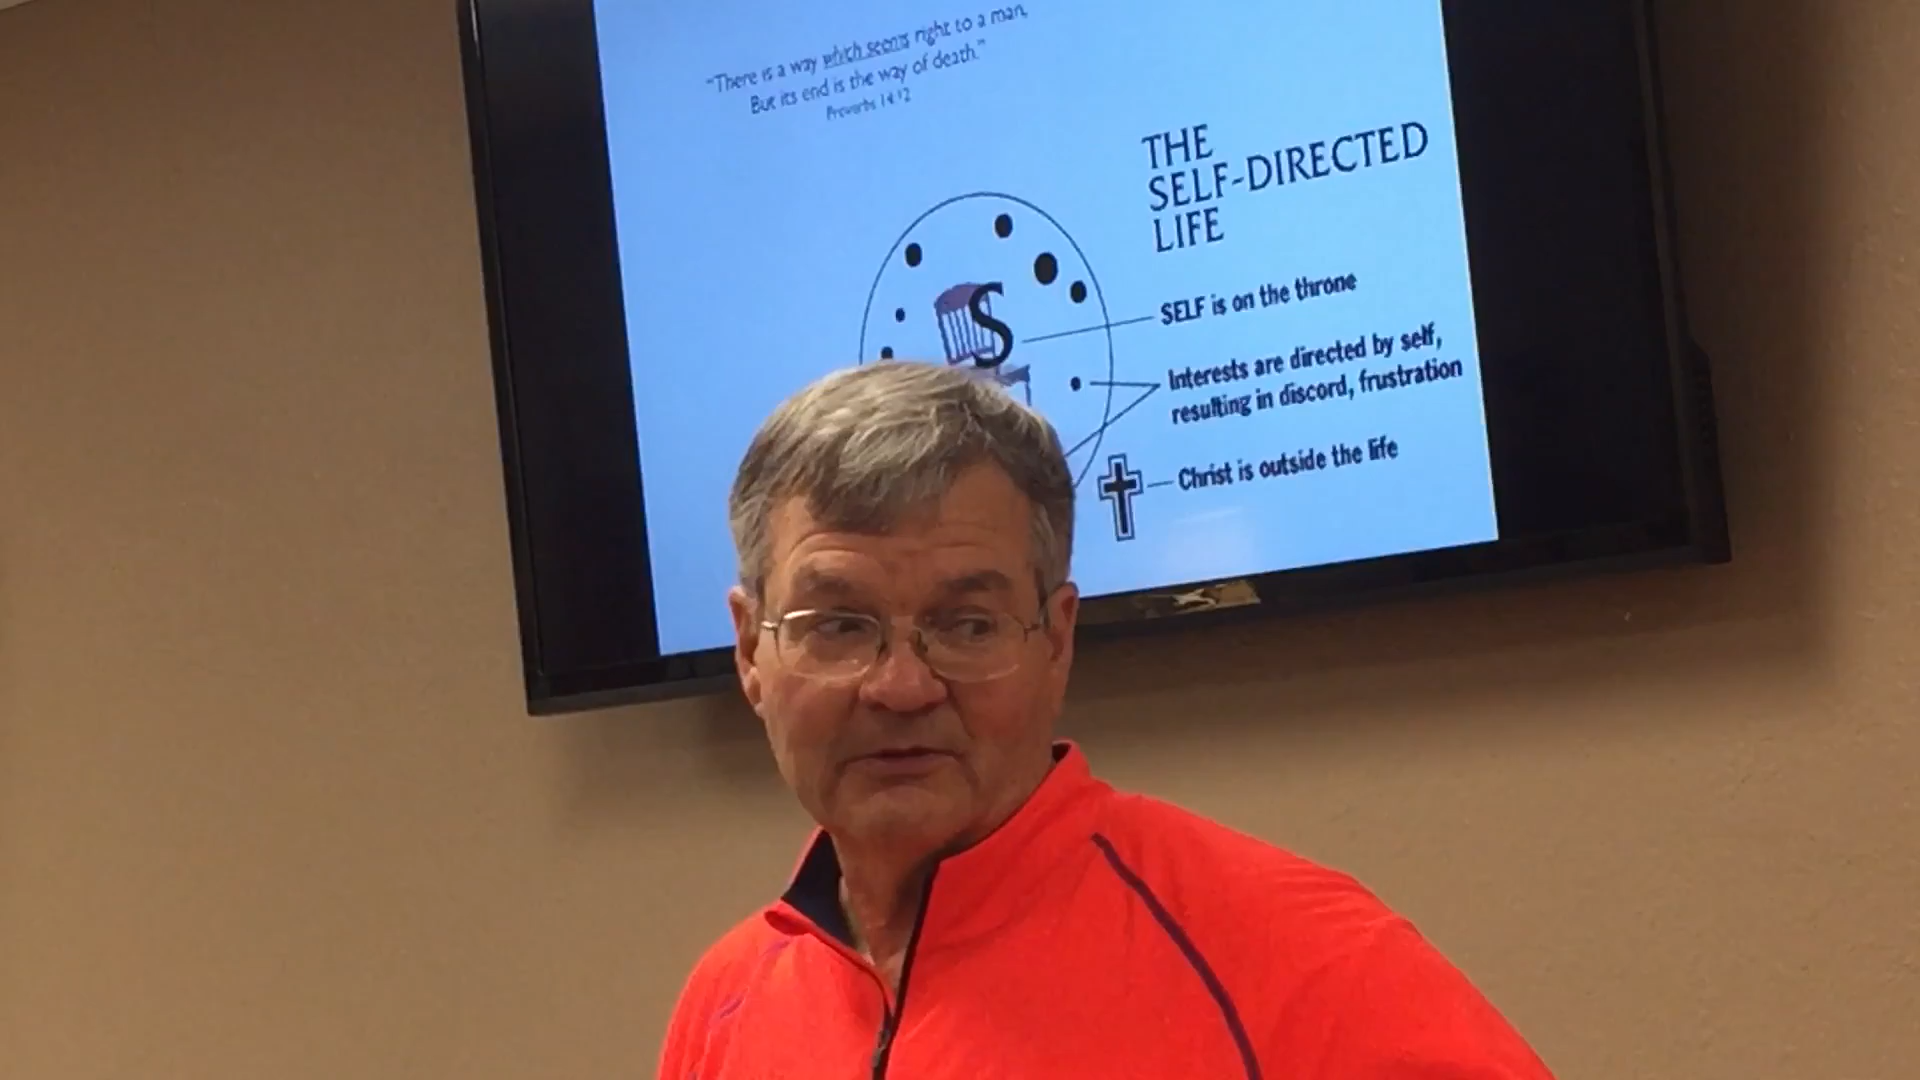 "There is a way which seems right to a man,
But its end is the way of death."
Proverbs 14:12
THE
SELF-DIRECTED
LIFE
S
SELF is on the throne
Interests are directed by self,
resulting in discord, frustration
Christ is outside the life